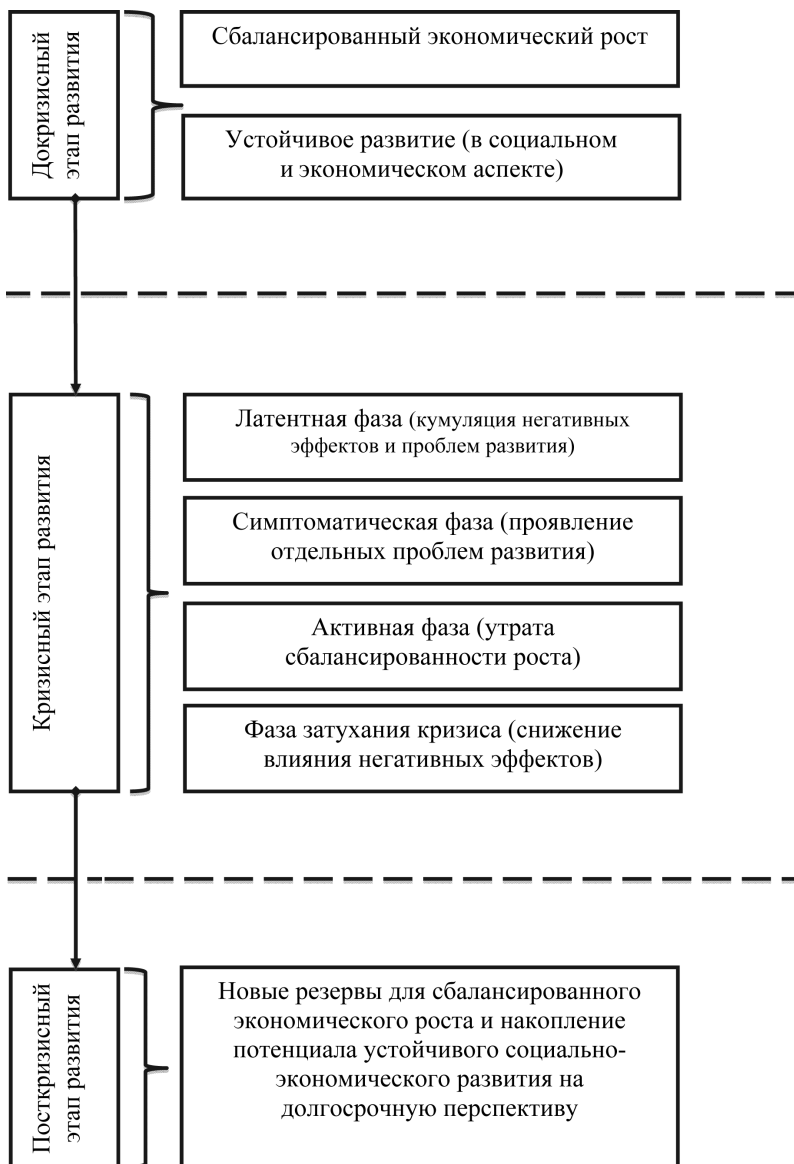 Докризисный
этап развития
Сбалансированный экономический рост
Устойчивое развитие (в социальном
и экономическом аспекте)
Кризисный этап развития
Латентная фаза (кумуляция негативных
эффектов и проблем развития)
Симптоматическая фаза (проявление
отдельных проблем развития)
Активная фаза (утрата
сбалансированности роста)
Фаза затухания кризиса (снижение
влияния негативных эффектов)
Посткризисный
этап развития
Новые резервы для сбалансированного
экономического роста и накопление
потенциала устойчивого социально-
экономического развития на
долгосрочную перспективу